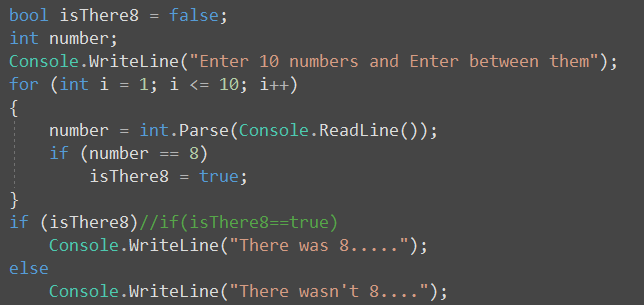 bool isThere8 = false;
int number;
Console.WriteLine("Enter 10 numbers and Enter between them");
for (int i = 1; i <= 10; i++)
{
    number = int.Parse(Console.ReadLine());
    if (number == 8)
        isThere8 = true;
}
if (isThere8)//if(isThere8==true)
    Console.WriteLine("There was 8.....");
else
    Console.WriteLine("There wasn't 8....");